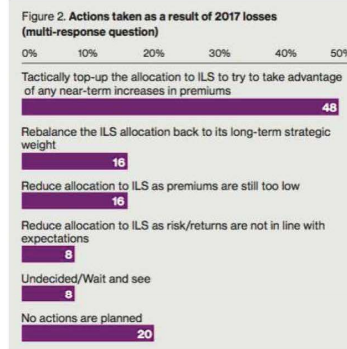 Figure 2. Actions taken as a result of 2017 losses
(multi-response question)
0% 10% 20% 30% 40% 50%
Tactically top-up the allocation to ILS to try to take advantage
of any near-term increases in premiums
48
Rebalance the ILS allocation back to its long-term strategic
weight
16
Reduce allocation to ILS as premiums are still too low
16
Reduce allocation to ILS as risk/returns are not in line with
expectations
8
Undecided/Wait and see
8
No actions are planned
20